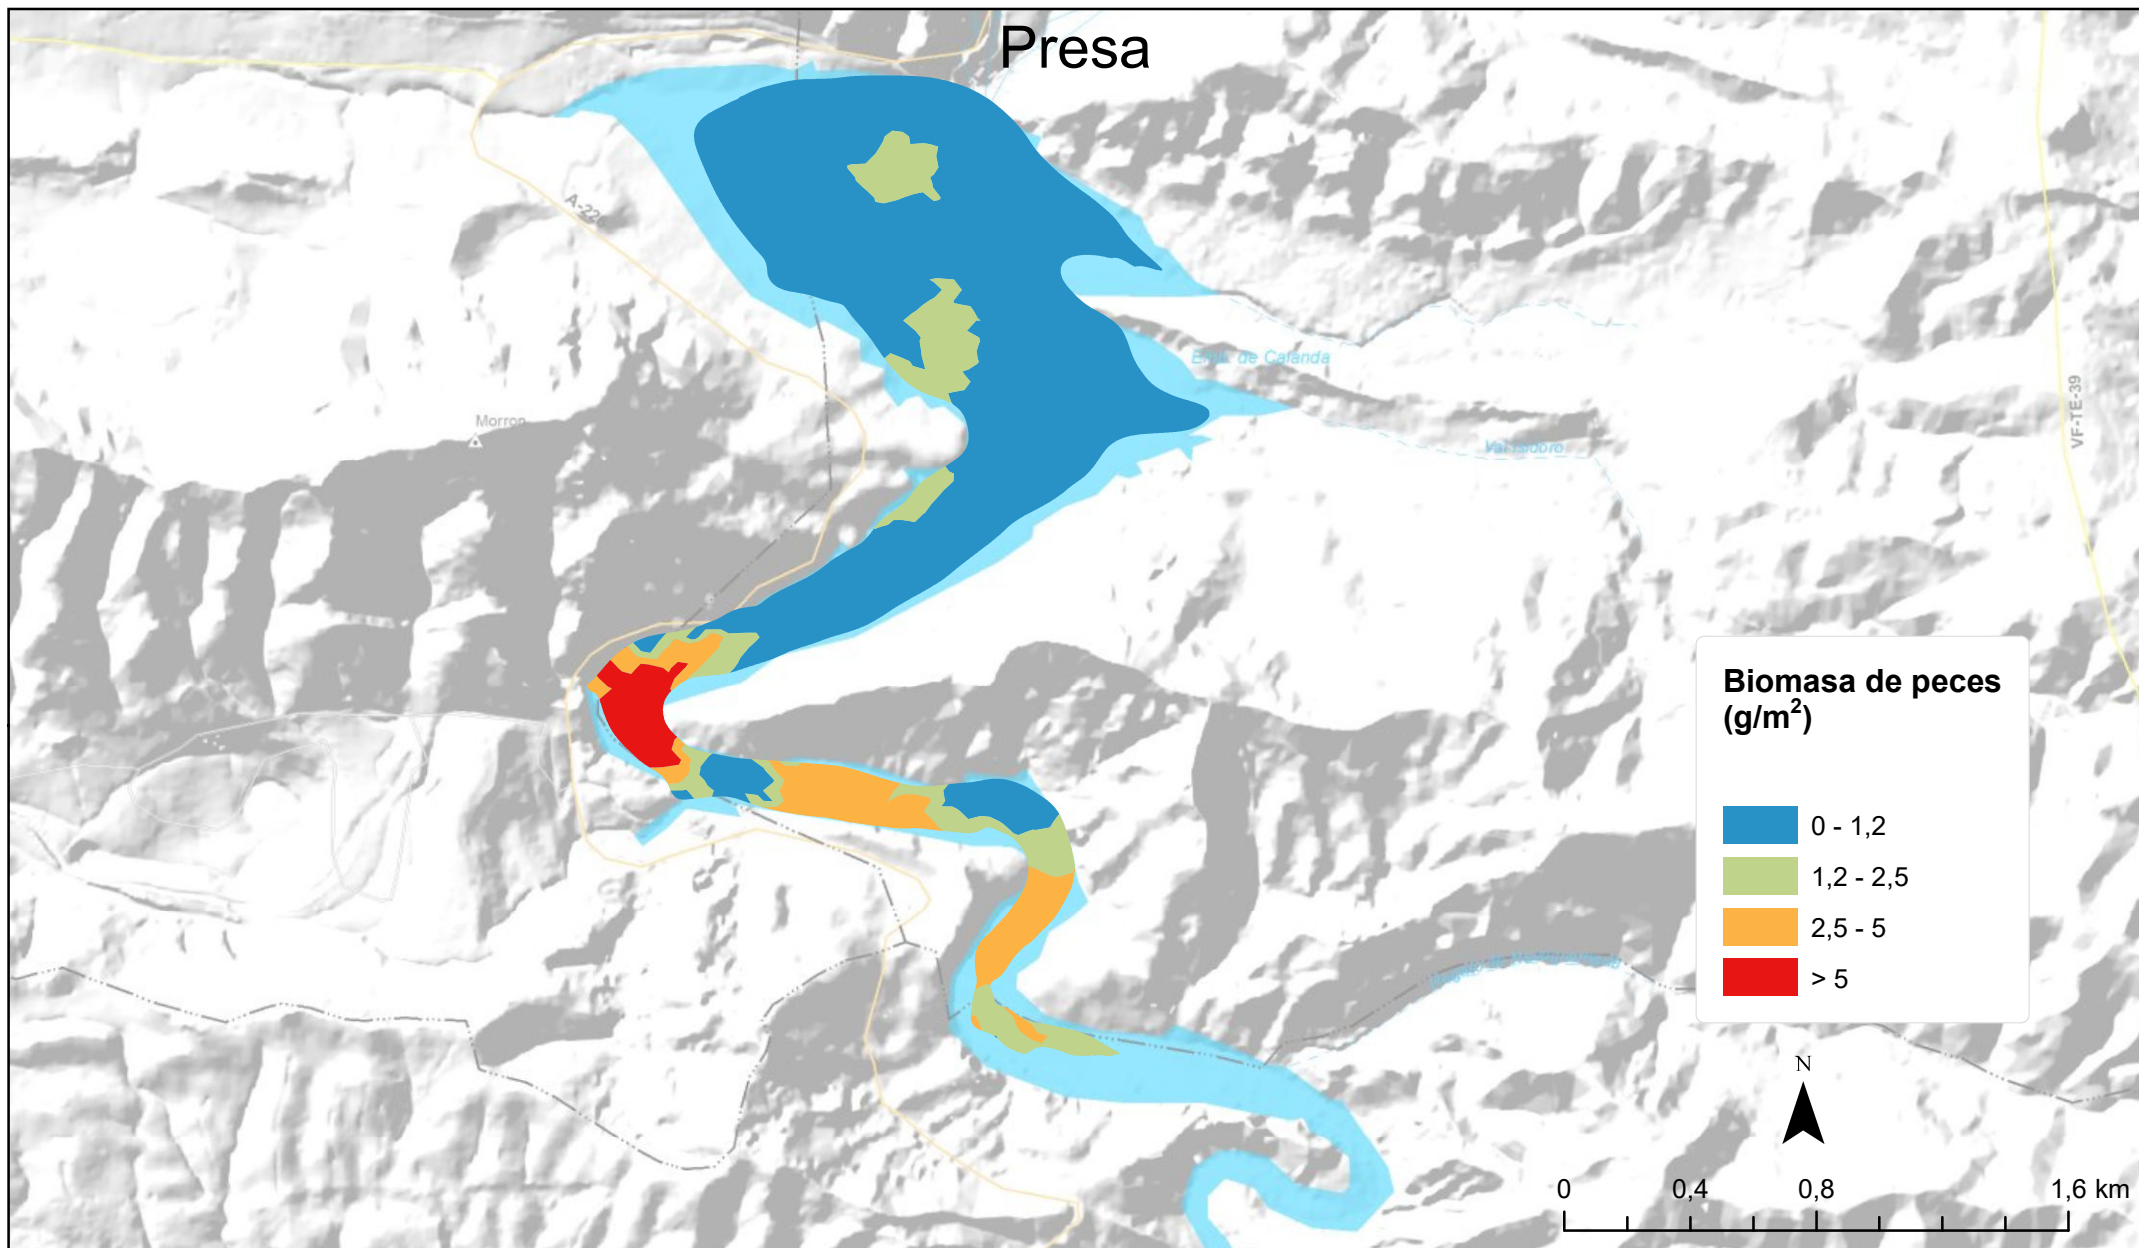 Presa
A-22
Morron
Emb. de Calanda
Val
VF-TE-39
Biomasa de peces
(g/m²)
0 - 1,2
1,2 - 2,5
2,5 - 5
> 5
N
0 0,4 0,8 1,6 km